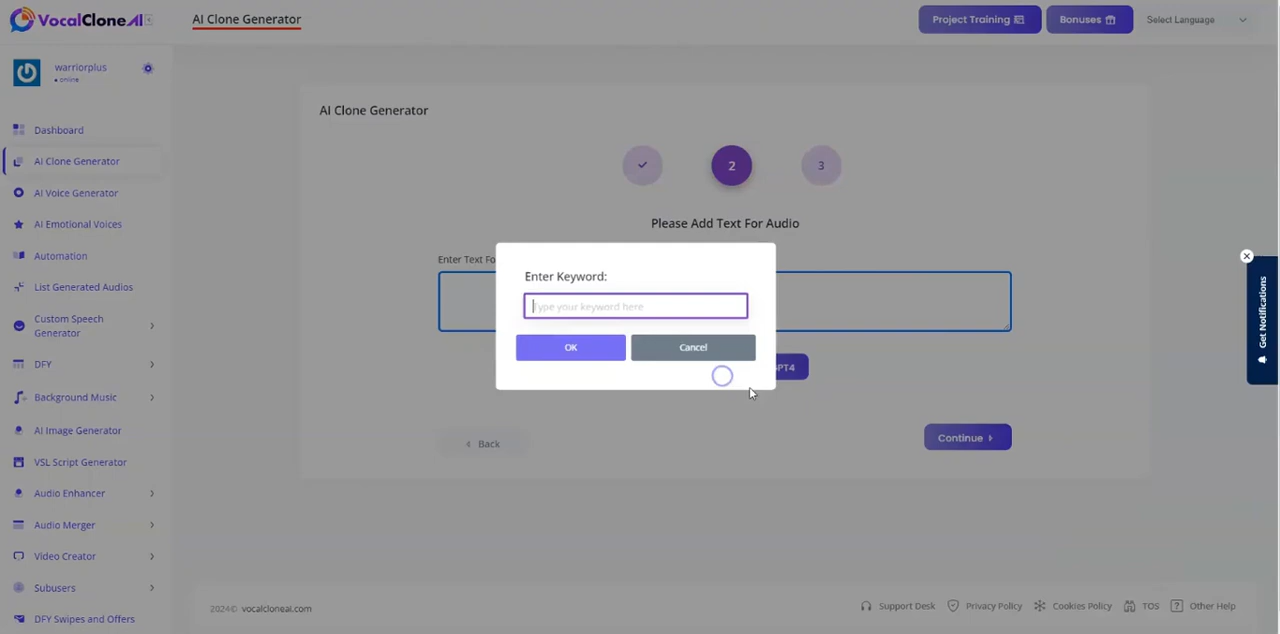 VocalCloneAI
AI Clone Generator
Project Training
Bonuses
Select Language
warriorplus
online
Dashboard
AI Clone Generator
AI Voice Generator
AI Emotional Voices
Automation
List Generated Audios
Custom Speech
Generator
DFY
Background Music
AI Image Generator
VSL Script Generator
Audio Enhancer
Audio Merger
Video Creator
Subusers
DFY Swipes and Offers
AI Clone Generator
2
3
Please Add Text For Audio
Enter Text Fo
Enter Keyword:
Type your keyword here
OK
Cancel
PT4
Back
Continue
Get Notifications
2024© vocalcloneai.com
Support Desk
Privacy Policy
Cookies Policy
TOS
Other Help